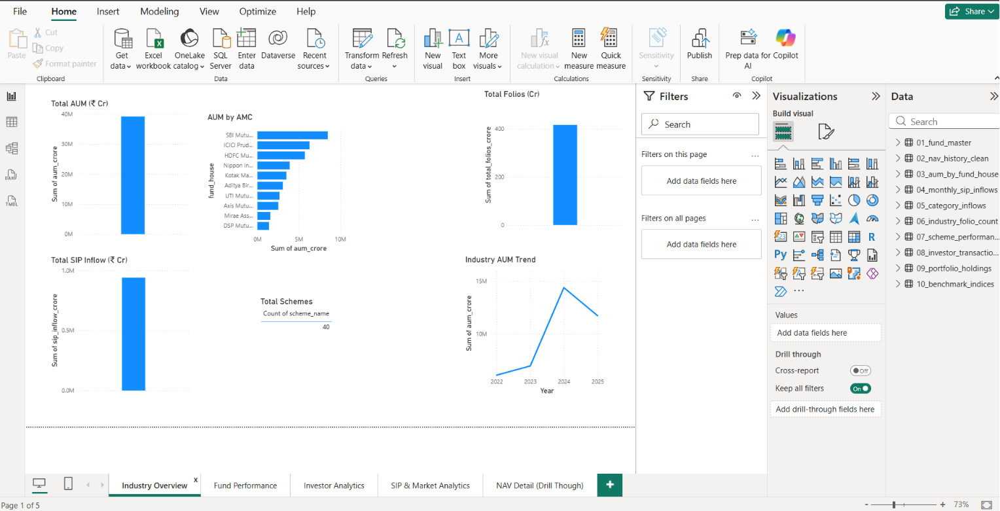 File Home Insert Modeling View Optimize Help Share
Paste
Cut
Copy
Format painter
Clipboard
Get data
Excel workbook
OneLake catalog
SQL Server
Enter data
Dataverse
Recent sources
Data
Transform data
Refresh
Queries
New visual
Text box
More visuals
Insert
New visual calculation
New measure
Quick measure
Calculations
Sensitivity
Sensitivity
Publish
Share
Prep data for AI
Copilot
Copilot
Total AUM (₹ Cr)
Sum of aum_crore
40M
30M
20M
10M
0M
AUM by AMC
fund_house
SBI Mutu...
ICICI Prud...
HDFC Mu...
Nippon In...
Kotak Ma...
Aditya Bir...
UTI Mutu...
Axis Mutu...
Mirae Ass...
DSP Mutu...
0M 5M 10M
Sum of aum_crore
Total Folios (Cr)
Sum of total_folios_crore
400
200
0
Total SIP Inflow (₹ Cr)
Sum of sip_inflow_crore
1.0M
0.5M
0.0M
Total Schemes
Count of scheme_name
40
Industry AUM Trend
Sum of aum_crore
15M
10M
2022 2023 2024 2025
Year
Filters
Search
Filters on this page
...
Add data fields here
Filters on all pages
...
Add data fields here
Visualizations
Build visual
123
R
Py
...
Values
Add data fields here
Drill through
Cross-report Off
Keep all filters On
Add drill-through fields here
Data
Search
01_fund_master
02_nav_history_clean
03_aum_by_fund_house
04_monthly_sip_inflows
05_category_inflows
06_industry_folio_count
07_scheme_performan...
08_investor_transactio...
09_portfolio_holdings
10_benchmark_indices
DAX
TMDL
Industry Overview x
Fund Performance
Investor Analytics
SIP & Market Analytics
NAV Detail (Drill Though)
+
Page 1 of 5
- + 73%